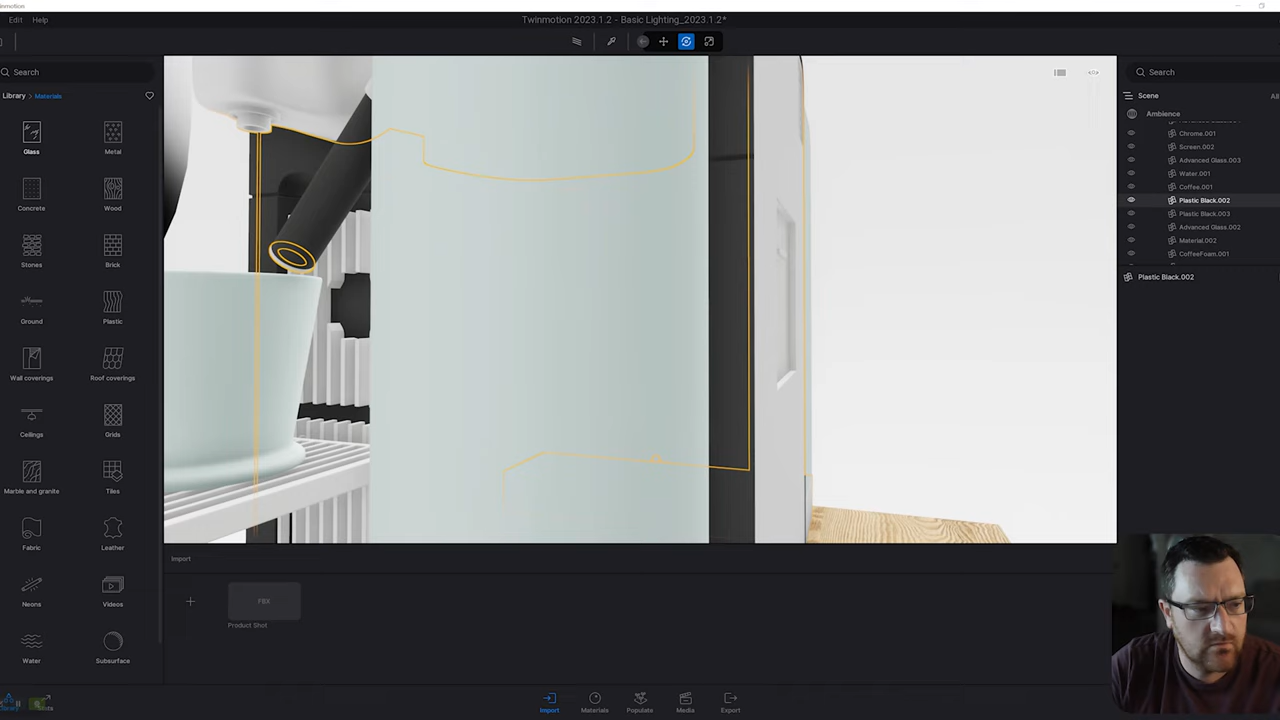 Twinmotion 2023.1.2 - Basic Lighting_2023.1.2*
Edit Help
Search
Library > Materials
Glass Metal
Concrete Wood
Stones Brick
Ground Plastic
Wall coverings Roof coverings
Ceilings Grids
Marble and granite Tiles
Fabric Leather
Neons Videos
Water Subsurface
Search
Scene
Ambience
Chrome.001
Screen.002
Advanced Glass.003
Water.001
Coffee.001
Plastic Black.002
Plastic Black.003
Advanced Glass.002
Material.002
CoffeeFoam.001
Plastic Black.002
Import
FBX
Product Shot
Import Materials Populate Media Export